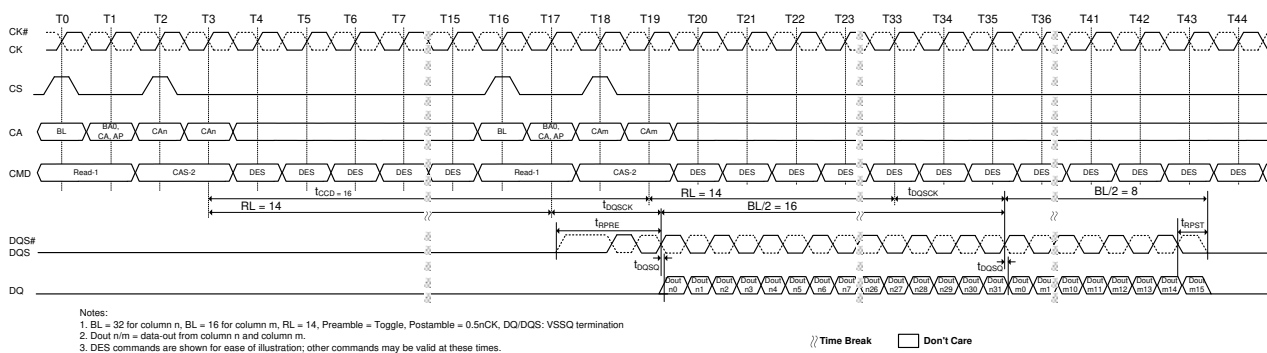 T0 T1 T2 T3 T4 T5 T6 T7 T15 T16 T17 T18 T19 T20 T21 T22 T23 T33 T34 T35 T36 T41 T42 T43 T44
CK#
CK
CS
CA BL BA0, CA, AP CAn CAn BL BA0, CA, AP CAm CAm
CMD Read-1 CAS-2 DES DES DES DES DES Read-1 CAS-2 DES DES DES DES DES DES DES DES DES DES DES DES
tCCD = 16 RL = 14 tDQSCK BL/2 = 8
RL = 14 tDQSCK BL/2 = 16
tRPRE tRPST
DQS#
DQS
tDQSQ tDQSQ
DQ Dout n0 Dout n1 Dout n2 Dout n3 Dout n4 Dout n5 Dout n6 Dout n7 Dout n26 Dout n27 Dout n28 Dout n29 Dout n30 Dout n31 Dout m0 Dout m1 Dout m10 Dout m11 Dout m12 Dout m13 Dout m14 Dout m15
Notes:
1. BL = 32 for column n, BL = 16 for column m, RL = 14, Preamble = Toggle, Postamble = 0.5nCK, DQ/DQS: VSSQ termination
2. Dout n/m = data-out from column n and column m.
3. DES commands are shown for ease of illustration; other commands may be valid at these times.
Time Break Don't Care